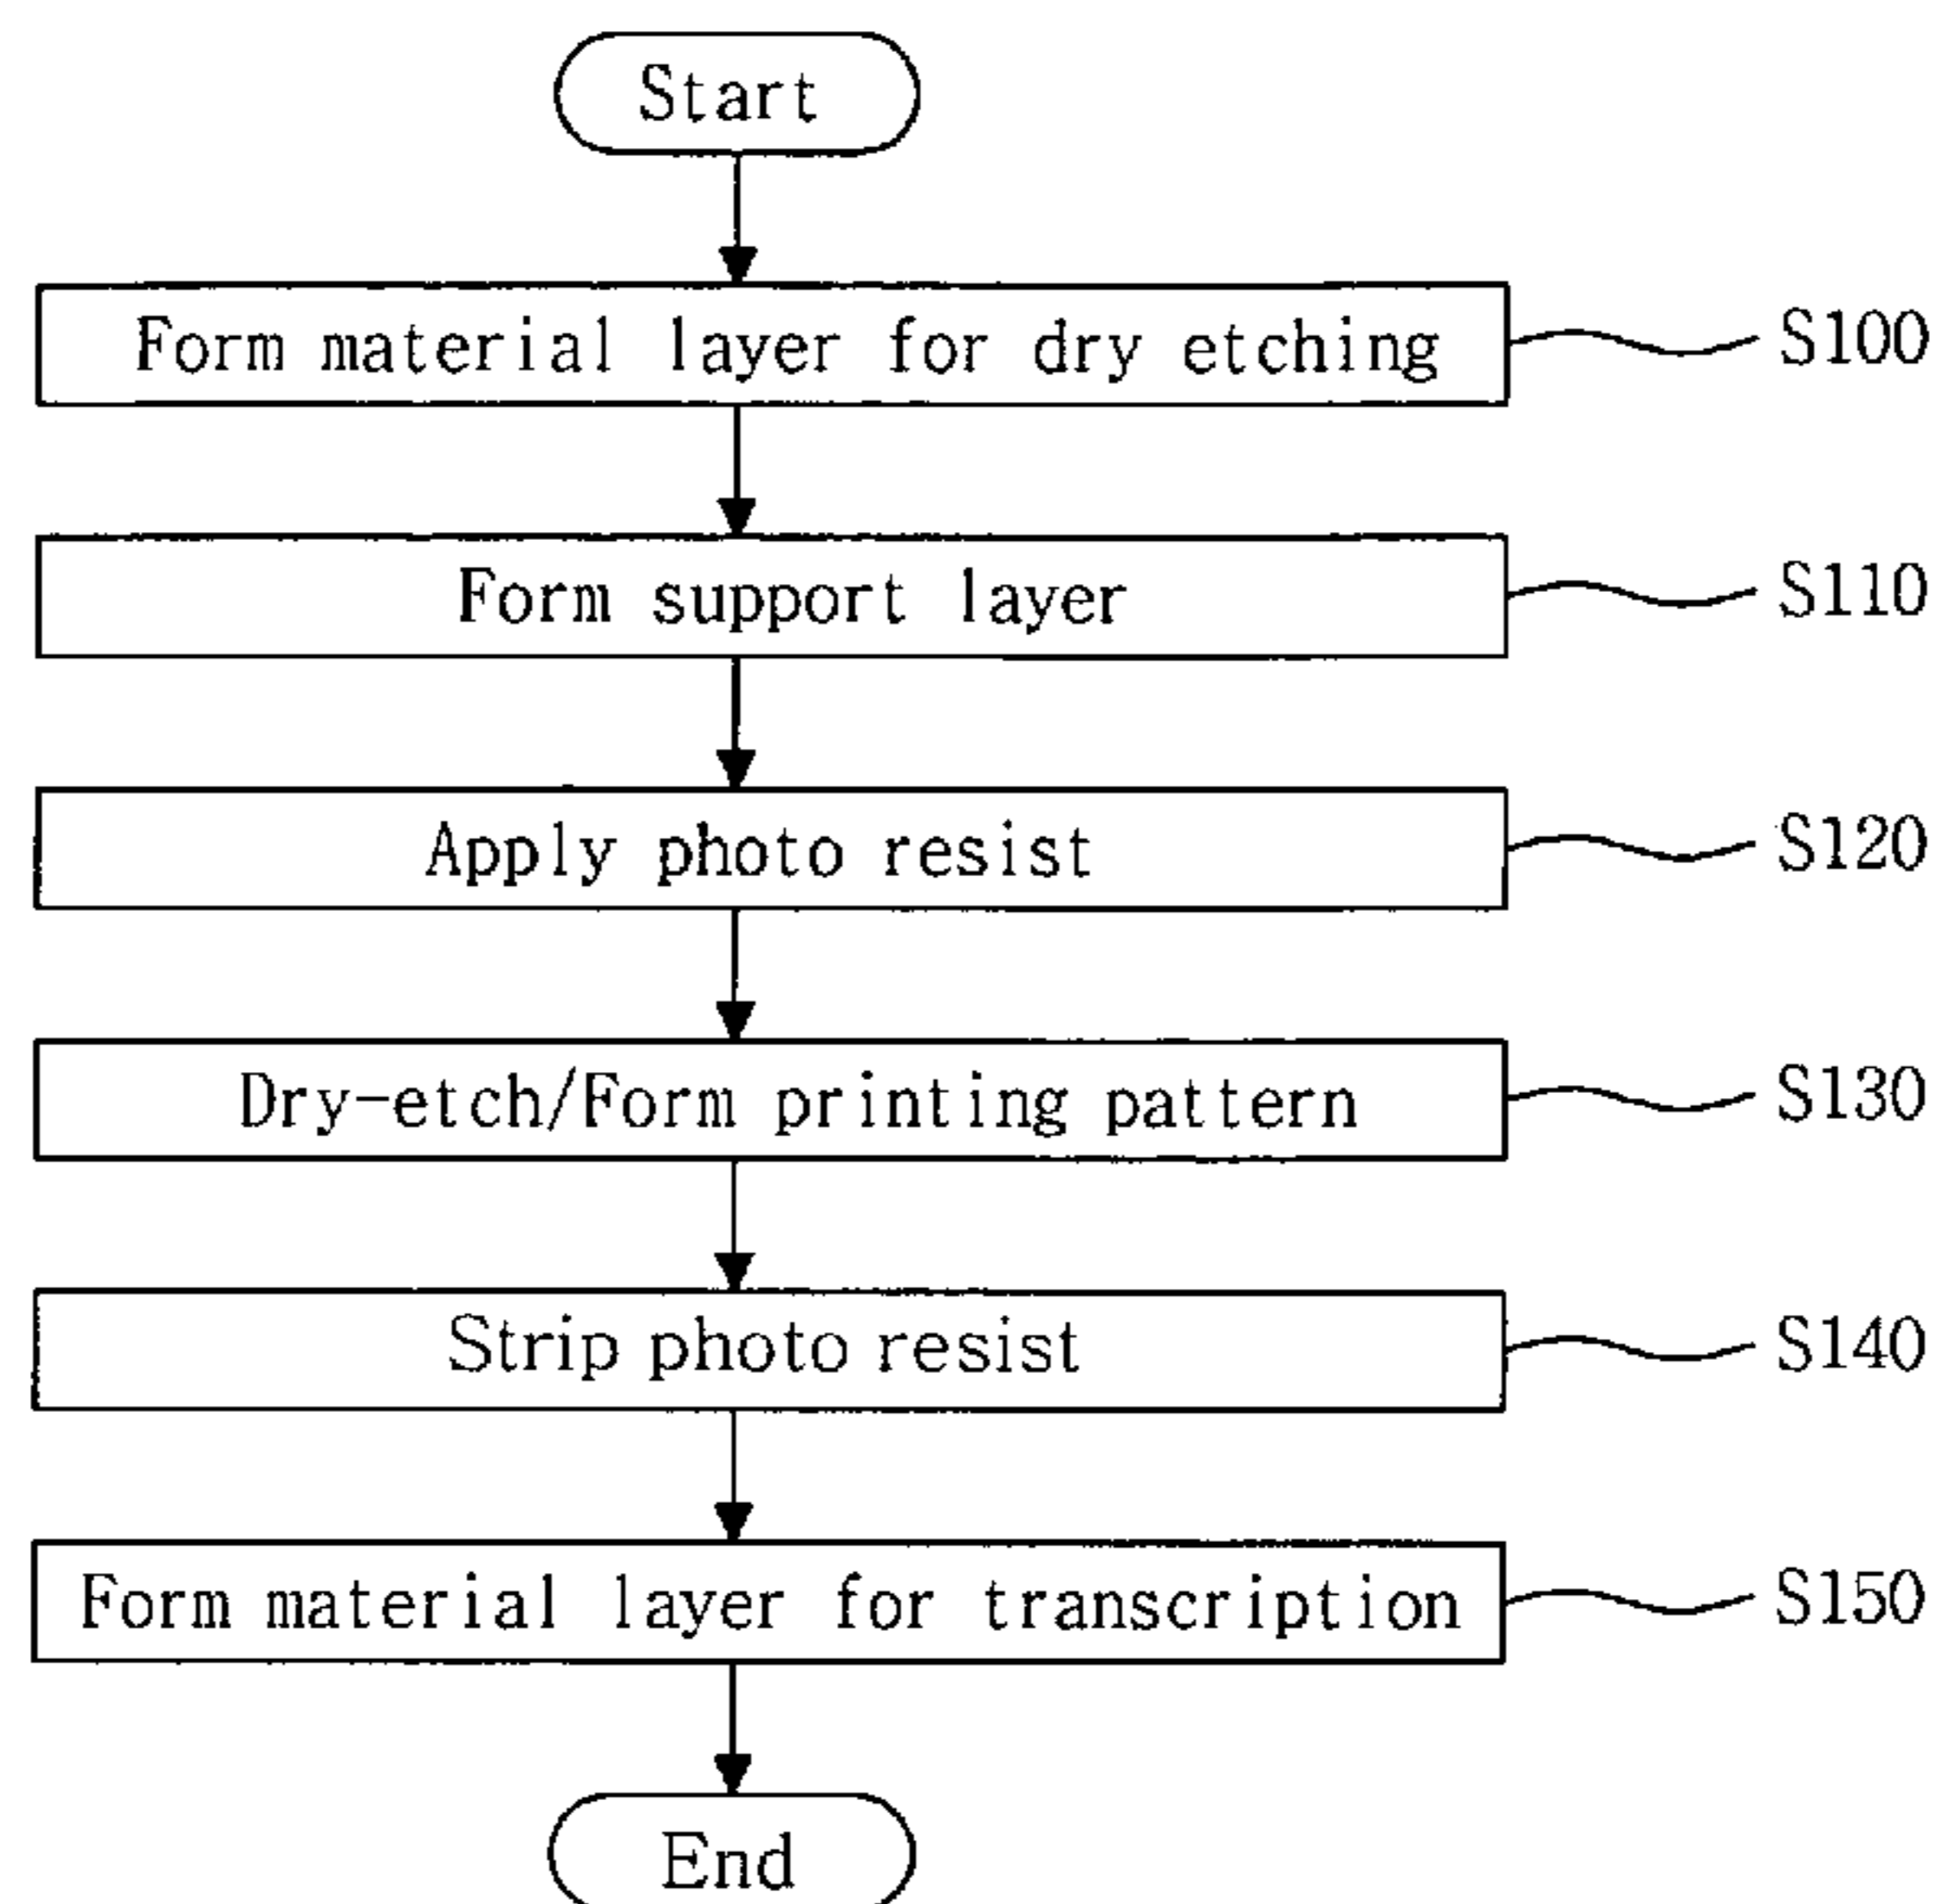 Start
Form material layer for dry etching S100
Form support layer S110
Apply photo resist S120
Dry-etch/Form printing pattern S130
Strip photo resist S140
Form material layer for transcription S150
End